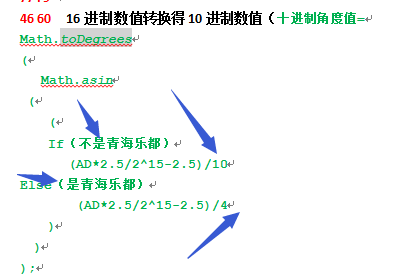 46 60 16 进制数值转换得 10 进制数值（十进制角度值=
Math.toDegrees
(
Math.asin
(
(
If（不是青海乐都）
(AD*2.5/2^15-2.5)/10
Else（是青海乐都）
(AD*2.5/2^15-2.5)/4
)
)
);